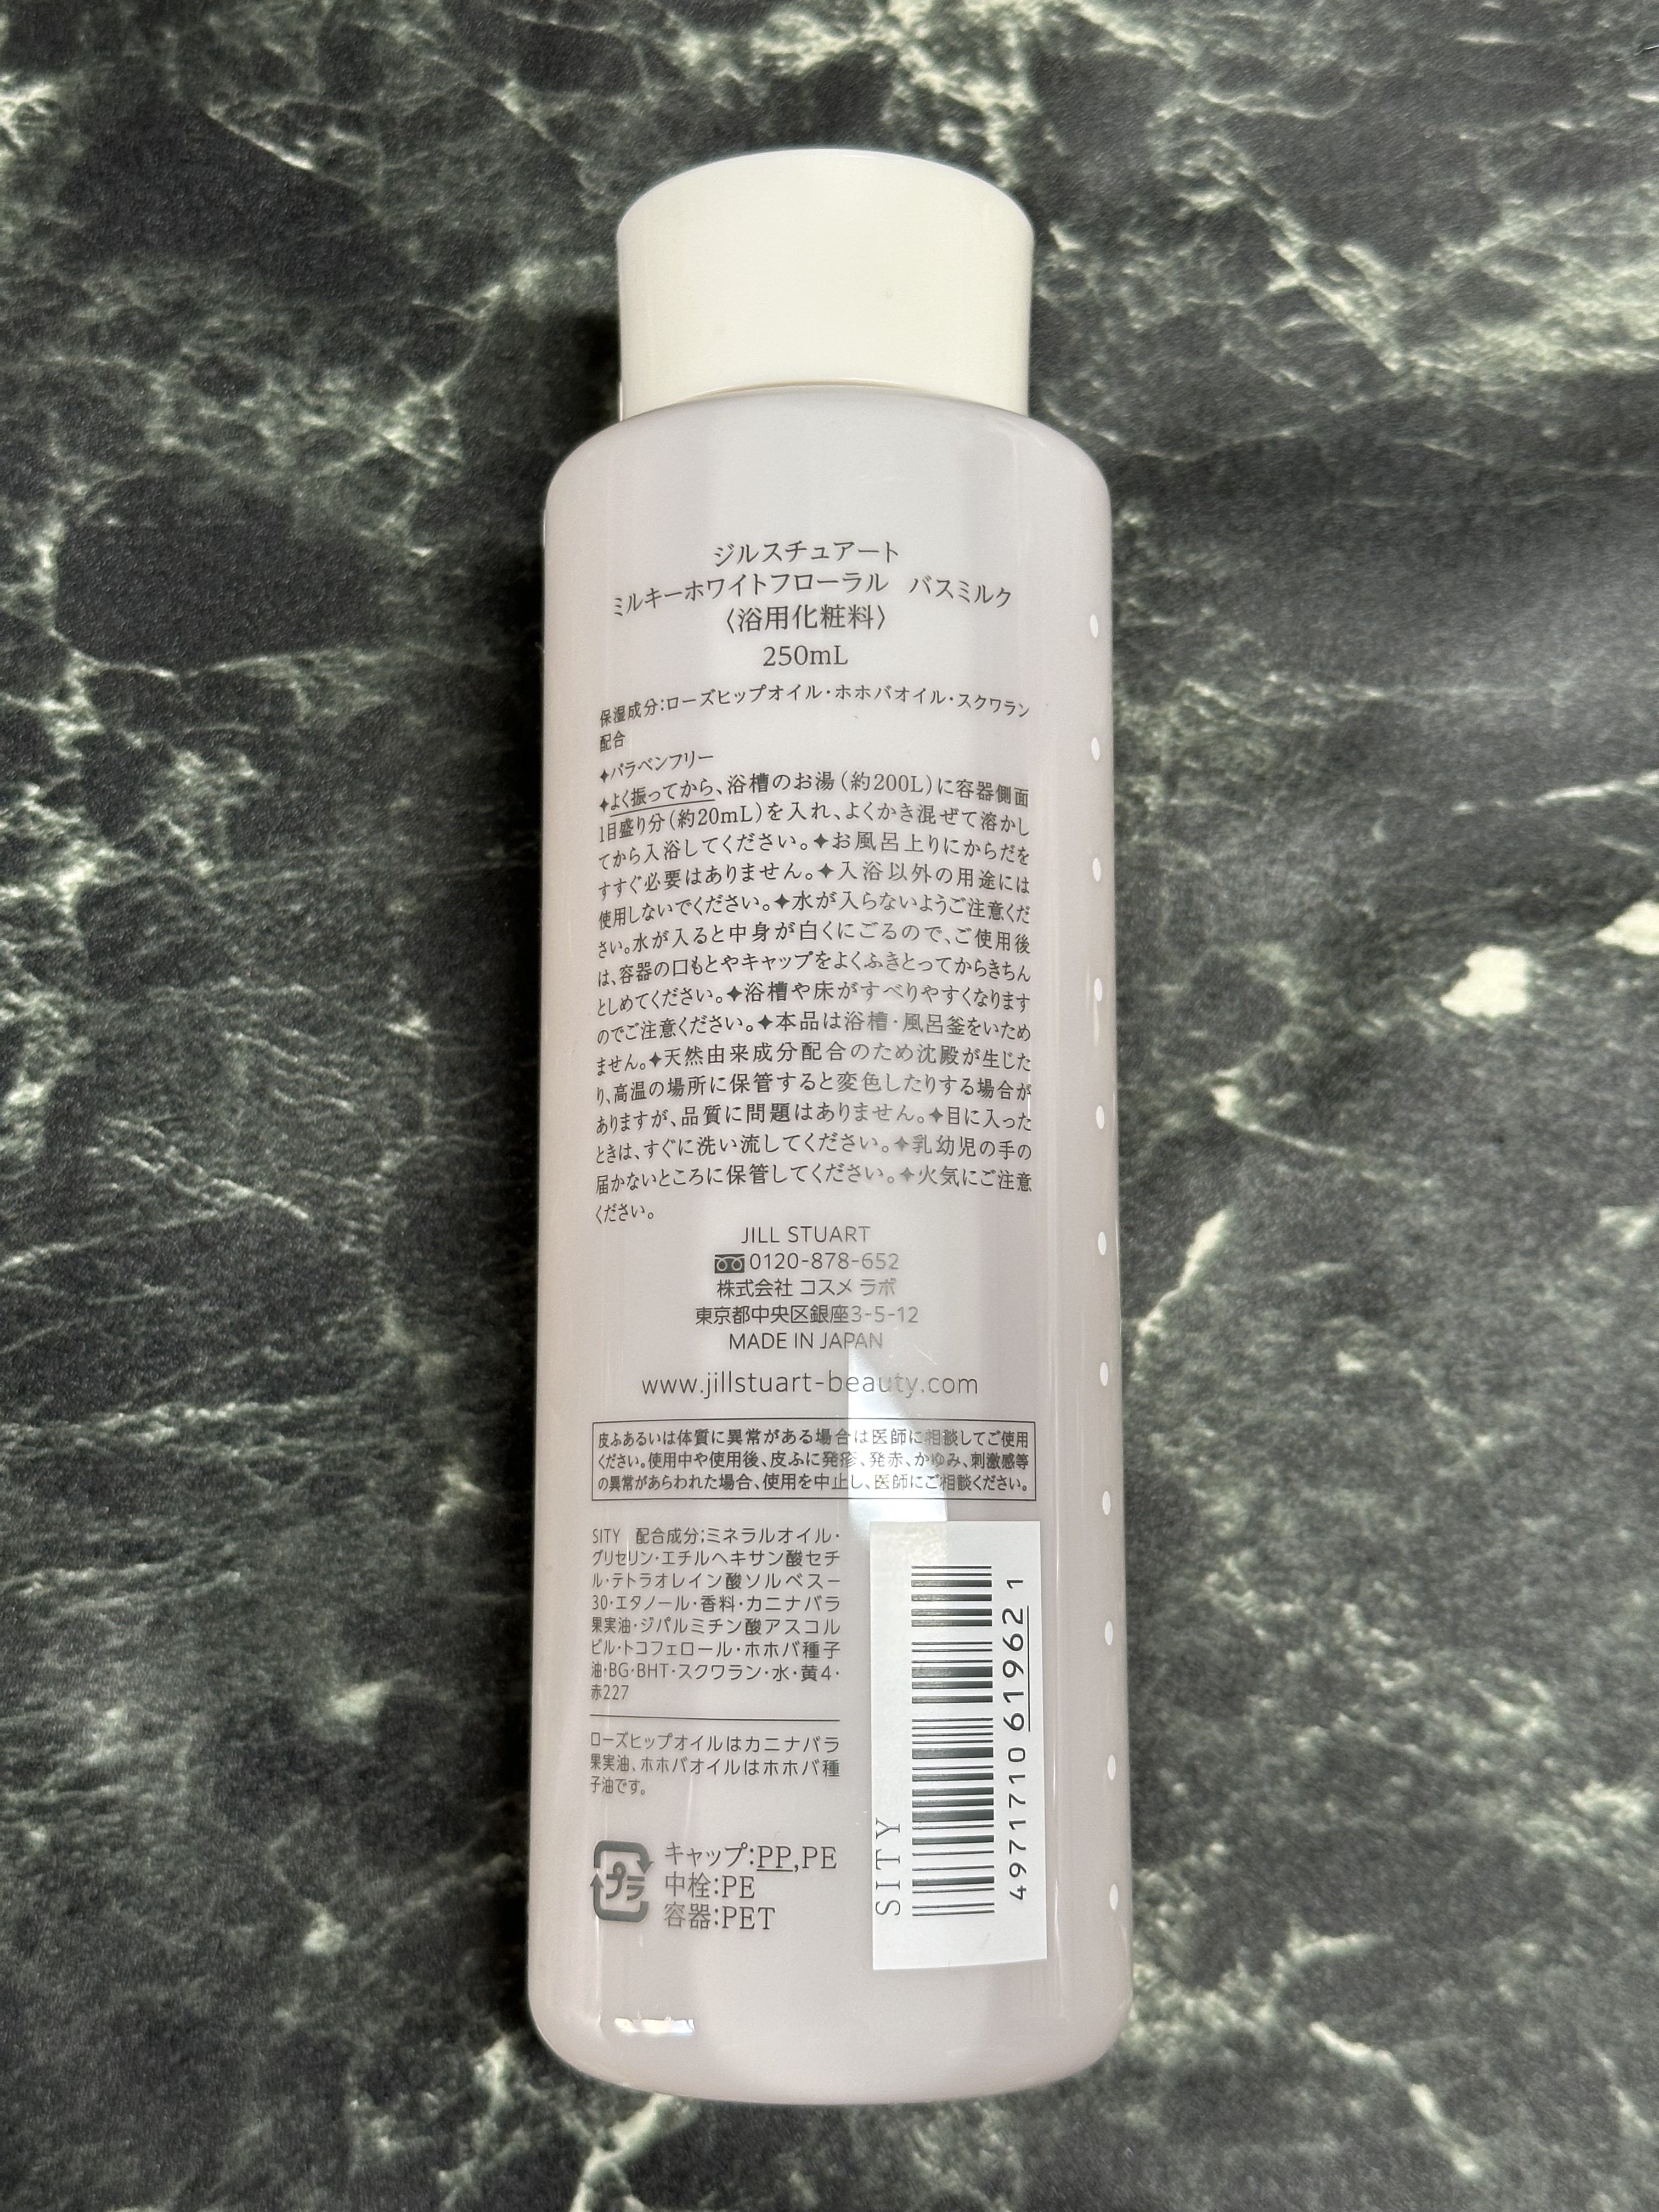 ジルスチュアート
ミルキーホワイトフローラル　バスミルク
〈浴用化粧料〉
250mL
保湿成分:ローズヒップオイル・ホホバオイル・スクワラン
配合
✦パラベンフリー
✦よく振ってから、浴槽のお湯(約200L)に容器側面
1目盛り分(約20mL)を入れ、よくかき混ぜて溶かし
てから入浴してください。✦お風呂上りにからだを
すすぐ必要はありません。✦入浴以外の用途には
使用しないでください。✦水が入らないようご注意くだ
さい。水が入ると中身が白くにごるので、ご使用後
は、容器の口もとやキャップをよくふきとってからきちん
としめてください。✦浴槽や床がすべりやすくなります
のでご注意ください。✦本品は浴槽・風呂釜をいため
ません。✦天然由来成分配合のため沈殿が生じた
り、高温の場所に保管すると変色したりする場合が
ありますが、品質に問題はありません。✦目に入った
ときは、すぐに洗い流してください。✦乳幼児の手の
届かないところに保管してください。✦火気にご注意
ください。
JILL STUART
0120-878-652
株式会社 コスメ ラボ
東京都中央区銀座3-5-12
MADE IN JAPAN
www.jillstuart-beauty.com
皮ふあるいは体質に異常がある場合は医師に相談してご使用
ください。使用中や使用後、皮ふに発疹、発赤、かゆみ、刺激感等
の異常があらわれた場合、使用を中止し、医師にご相談ください。
SITY　配合成分;ミネラルオイル・
グリセリン・エチルヘキサン酸セチ
ル・テトラオレイン酸ソルベスー
30・エタノール・香料・カニナバラ
果実油・ジパルミチン酸アスコル
ビル・トコフェロール・ホホバ種子
油・BG・BHT・スクワラン・水・黄4・
赤227
ローズヒップオイルはカニナバラ
果実油、ホホバオイルはホホバ種
子油です。
プラ
キャップ:PP,PE
中栓:PE
容器:PET
SITY
4971710 619621